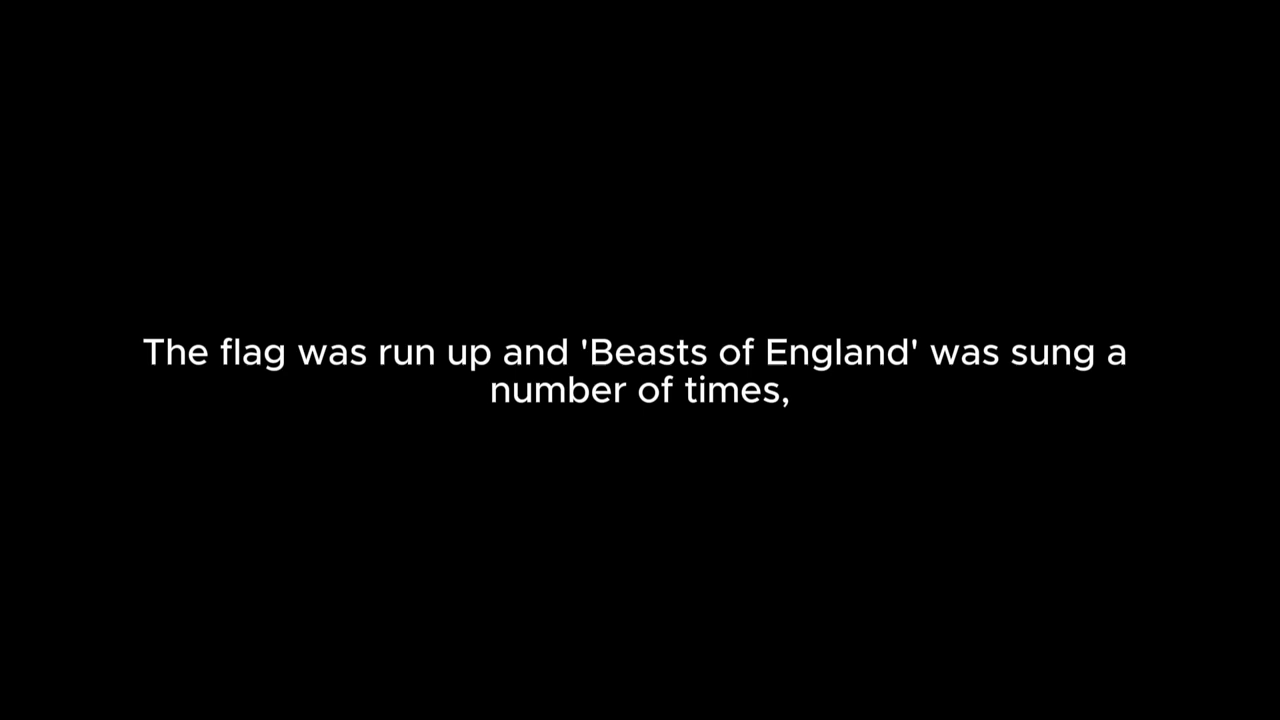 The flag was run up and 'Beasts of England' was sung a
number of times,